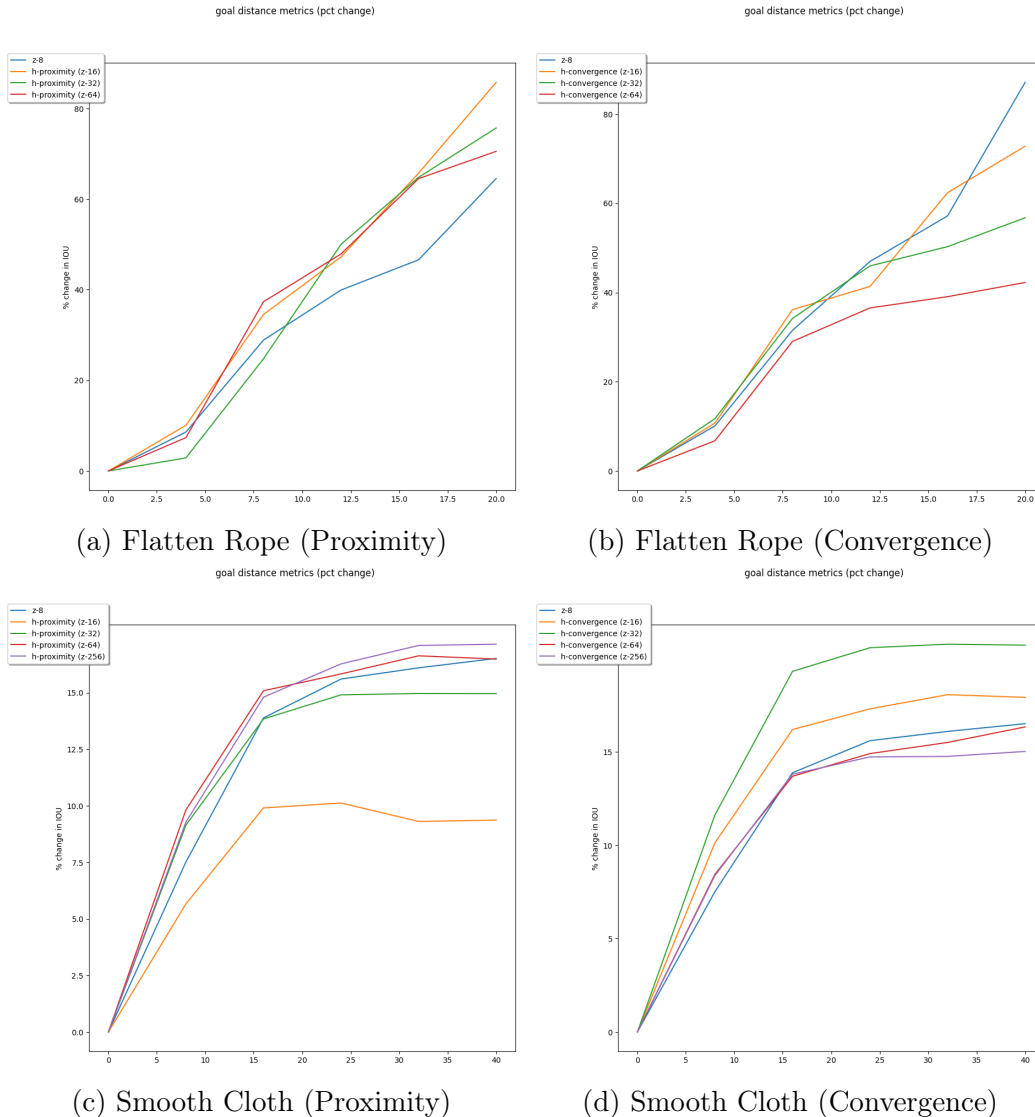 goal distance metrics (pct change)
z-8
h-proximity (z-16)
h-proximity (z-32)
h-proximity (z-64)
80
60
40
20
0
% change in IOU
0.0 2.5 5.0 7.5 10.0 12.5 15.0 17.5 20.0
(a) Flatten Rope (Proximity)
goal distance metrics (pct change)
z-8
h-convergence (z-16)
h-convergence (z-32)
h-convergence (z-64)
80
60
40
20
0
% change in IOU
0.0 2.5 5.0 7.5 10.0 12.5 15.0 17.5 20.0
(b) Flatten Rope (Convergence)
goal distance metrics (pct change)
z-8
h-proximity (z-16)
h-proximity (z-32)
h-proximity (z-64)
h-proximity (z-256)
15.0
12.5
10.0
7.5
5.0
2.5
0.0
% change in IOU
0 5 10 15 20 25 30 35 40
(c) Smooth Cloth (Proximity)
goal distance metrics (pct change)
z-8
h-convergence (z-16)
h-convergence (z-32)
h-convergence (z-64)
h-convergence (z-256)
15
10
5
0
% change in IOU
0 5 10 15 20 25 30 35 40
(d) Smooth Cloth (Convergence)